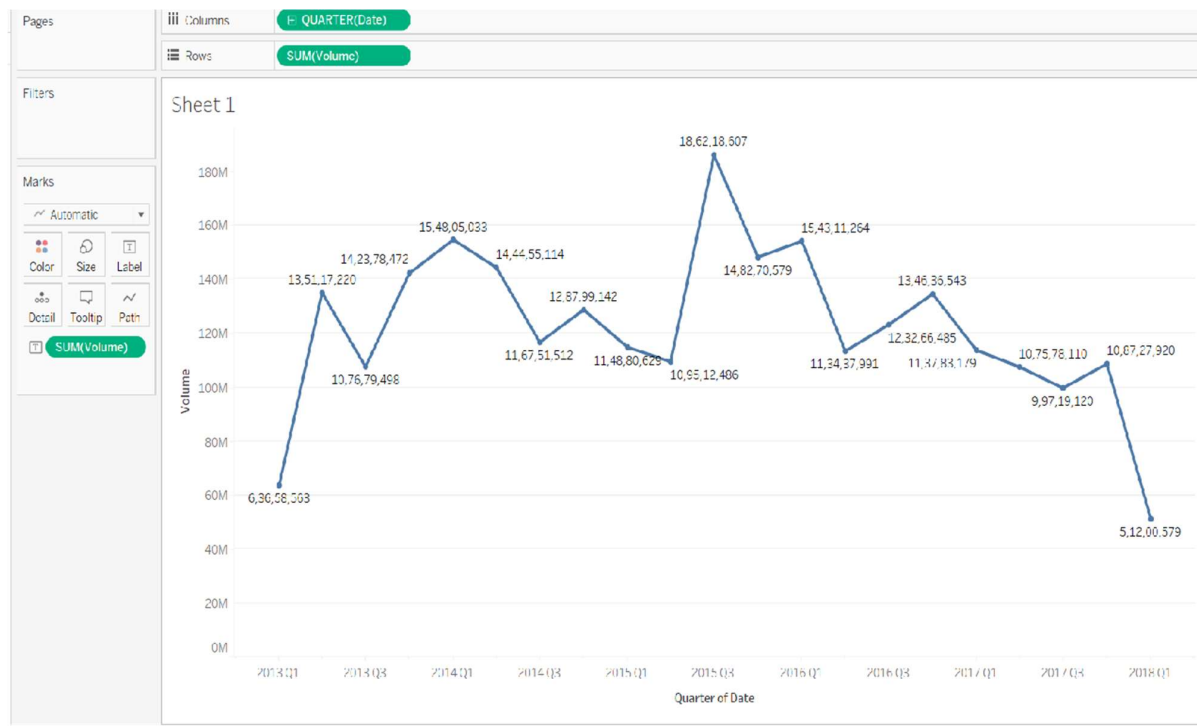 Pages
Columns
QUARTER(Date)
Rows
SUM(Volume)
Filters
Marks
Automatic
Color Size Label
Detail Tooltip Path
SUM(Volume)
Sheet 1
180M
160M
140M
120M
100M
80M
60M
40M
20M
0M
Volume
6,36,58,563
13,51,17,220
10,76,79,498
14,23,78,472
15,48,05,033
14,44,55,114
11,67,51,512
12,87,99,142
11,48,80,629
10,95,12,486
18,62,18,607
14,82,70,579
15,43,11,264
11,34,37,991
12,32,66,485
13,46,36,543
11,37,83,179
10,75,78,110
9,97,19,120
10,87,27,920
5,12,00,579
2013 Q1 2013 Q3 2014 Q1 2014 Q3 2015 Q1 2015 Q3 2016 Q1 2016 Q3 2017 Q1 2017 Q3 2018 Q1
Quarter of Date